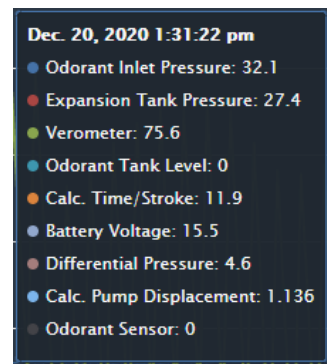 Dec. 20, 2020 1:31:22 pm
Odorant Inlet Pressure: 32.1
Expansion Tank Pressure: 27.4
Verometer: 75.6
Odorant Tank Level: 0
Calc. Time/Stroke: 11.9
Battery Voltage: 15.5
Differential Pressure: 4.6
Calc. Pump Displacement: 1.136
Odorant Sensor: 0